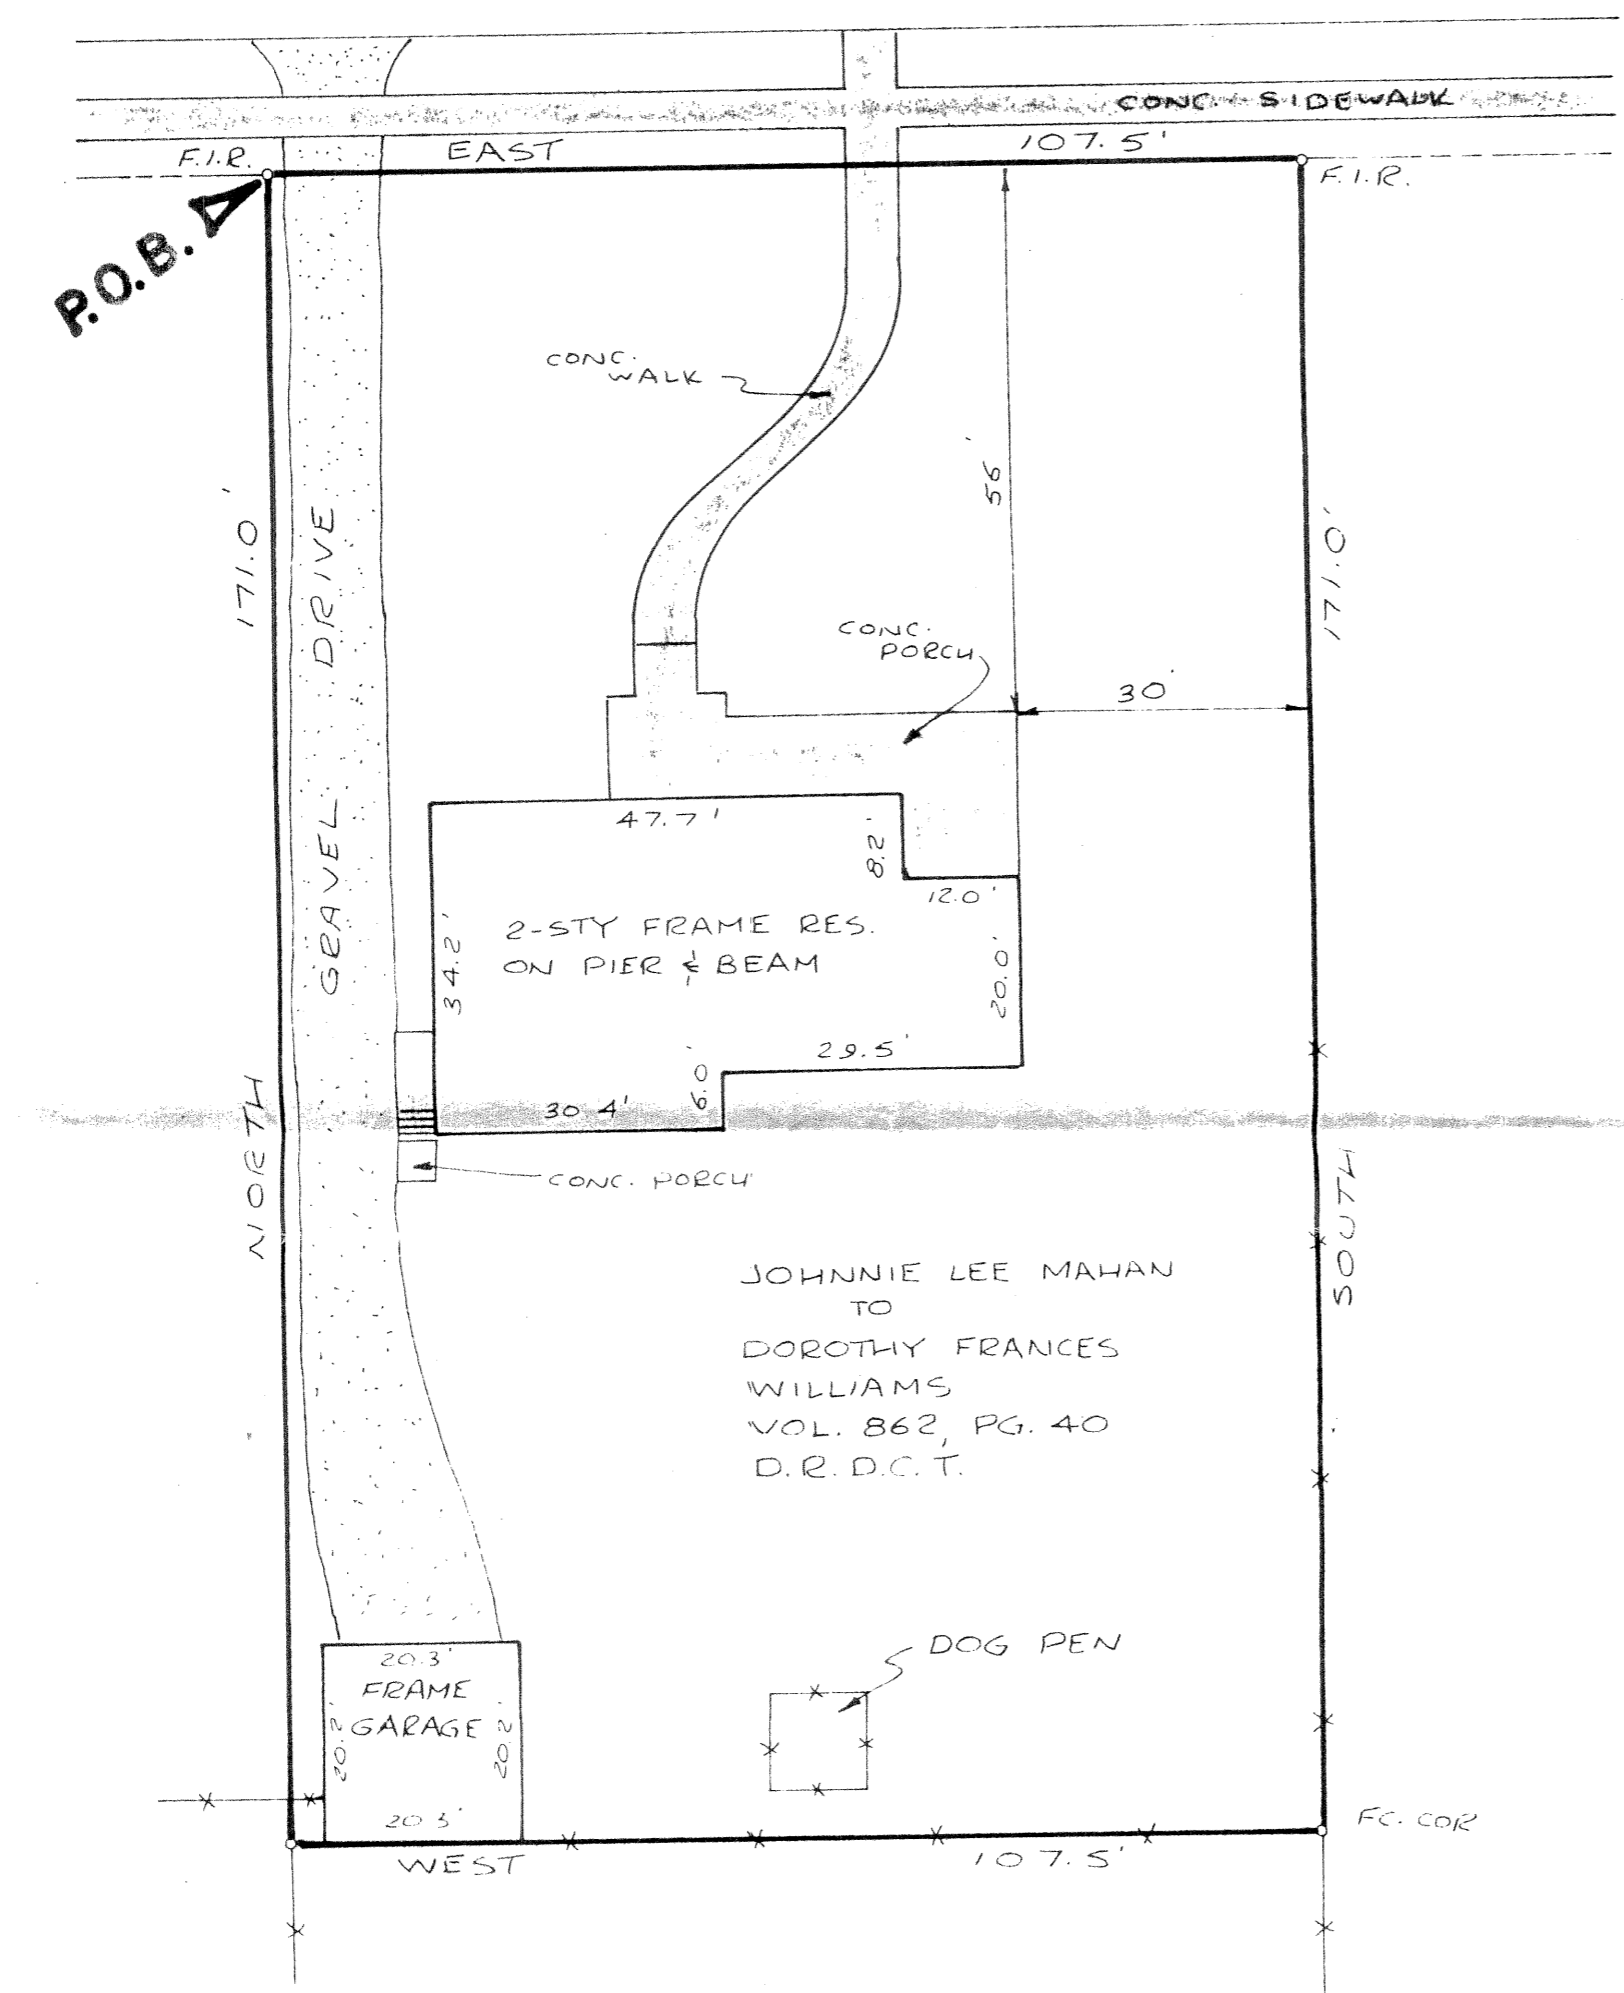 CONC. SIDEWALK
F.I.R.
EAST
107.5'
F.I.R.
P.O.B.
CONC.
WALK
56'
171.0'
171.0'
GRAVEL DRIVE
CONC.
PORCH
30'
47.7'
8.2'
12.0'
2-STY FRAME RES.
ON PIER & BEAM
34.2'
20.0'
29.5'
6.0'
30.4'
NORTH
SOUTH
CONC. PORCH
JOHNNIE LEE MAHAN
TO
DOROTHY FRANCES
WILLIAMS
VOL. 862, PG. 40
D.R.D.C.T.
DOG PEN
20.3'
FRAME
GARAGE
20.2'
20.2'
20.3'
FC. COR
WEST
107.5'